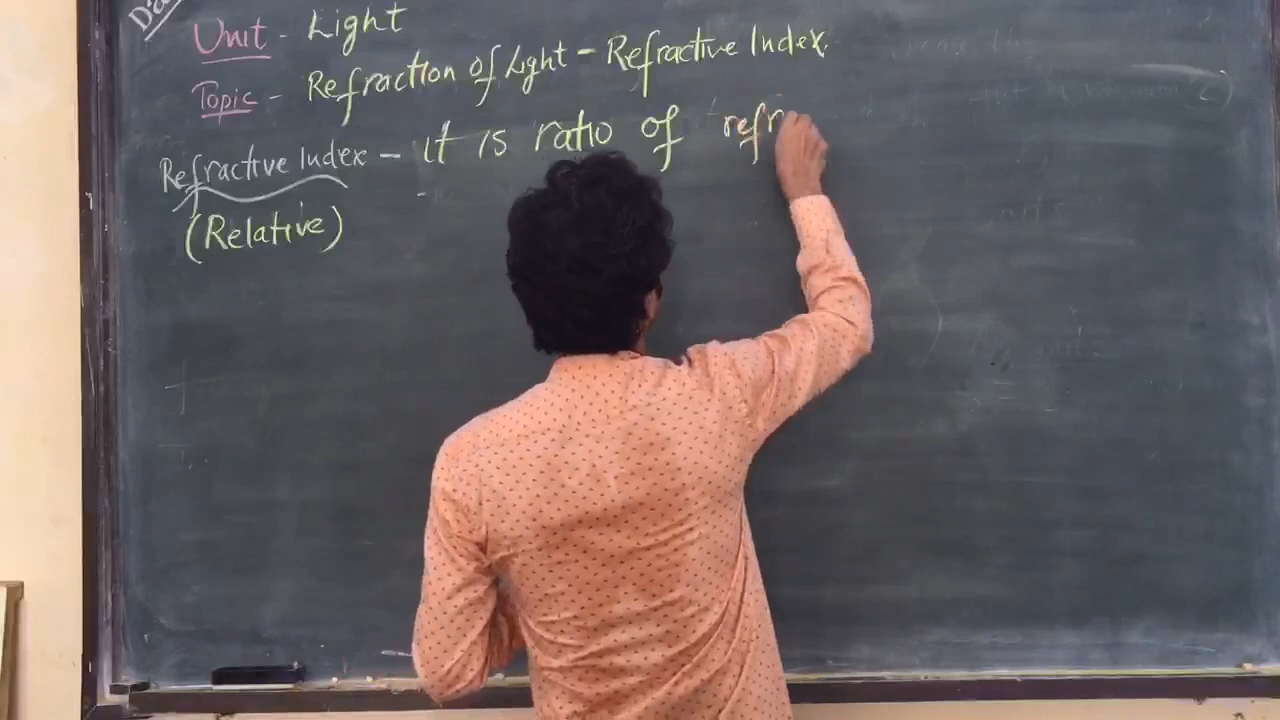 Unit - Light
Topic - Refraction of Light - Refractive Index.
Refractive Index - It is ratio of refr
(Relative)